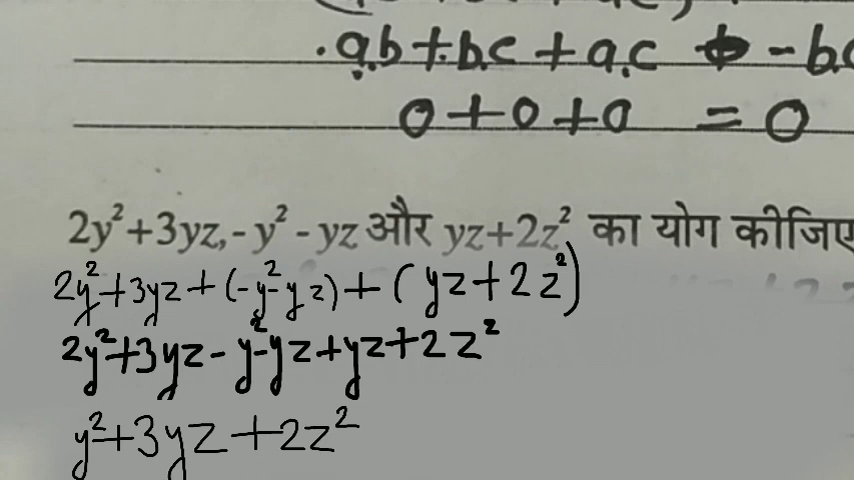 .ab+bc+a.c - bc
0+0+0 = 0
2y²+3yz,-y² - yz और yz+2z² का योग कीजिए
2y²+3yz+(-y²-yz)+(yz+2z²)
2y²+3yz-y²-yz+yz+2z²
y²+3yz+2z²